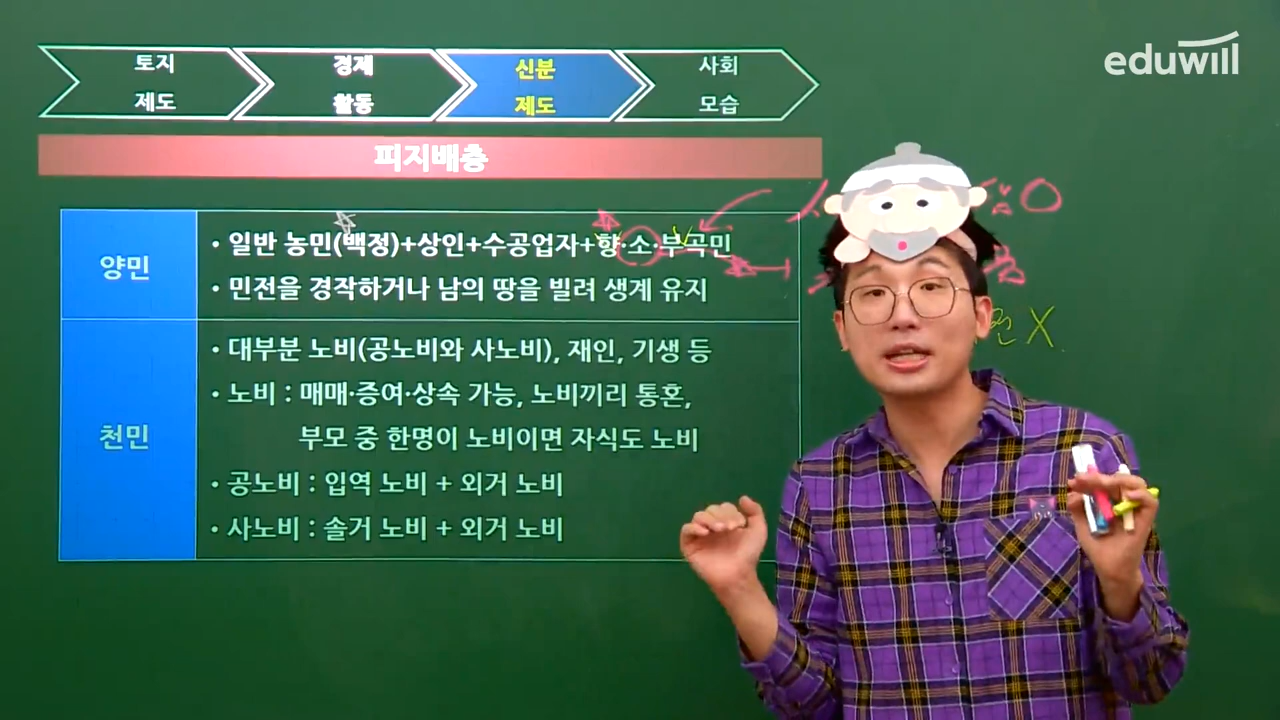 eduwill
토지
제도
경제
활동
신분
제도
사회
모습
피지배층
양민
• 일반 농민(백정)+상인+수공업자+향·소·부곡민
• 민전을 경작하거나 남의 땅을 빌려 생계 유지
천민
• 대부분 노비(공노비와 사노비), 재인, 기생 등
• 노비 : 매매·증여·상속 가능, 노비끼리 통혼,
부모 중 한명이 노비이면 자식도 노비
• 공노비 : 입역 노비 + 외거 노비
• 사노비 : 솔거 노비 + 외거 노비
X